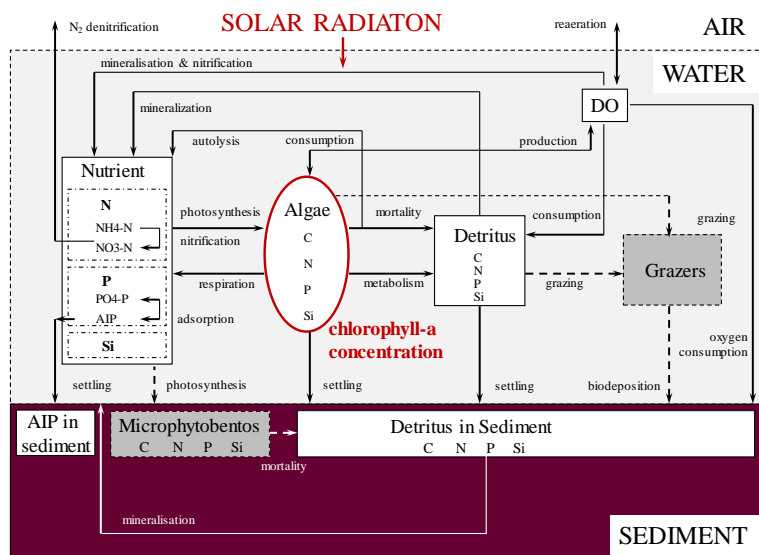 N₂ denitrification
SOLAR RADIATON
reaeration
AIR
WATER
mineralisation & nitrification
mineralization
DO
autolysis
consumption
production
Nutrient
N
NH4-N
NO3-N
P
PO4-P
AIP
Si
photosynthesis
nitrification
respiration
adsorption
Algae
C
N
P
Si
mortality
metabolism
chlorophyll-a
concentration
Detritus
C
N
P
Si
consumption
grazing
grazing
Grazers
oxygen
consumption
settling
photosynthesis
settling
settling
biodeposition
AIP in
sediment
Microphytobentos
C N P Si
mortality
Detritus in Sediment
C N P Si
mineralisation
SEDIMENT